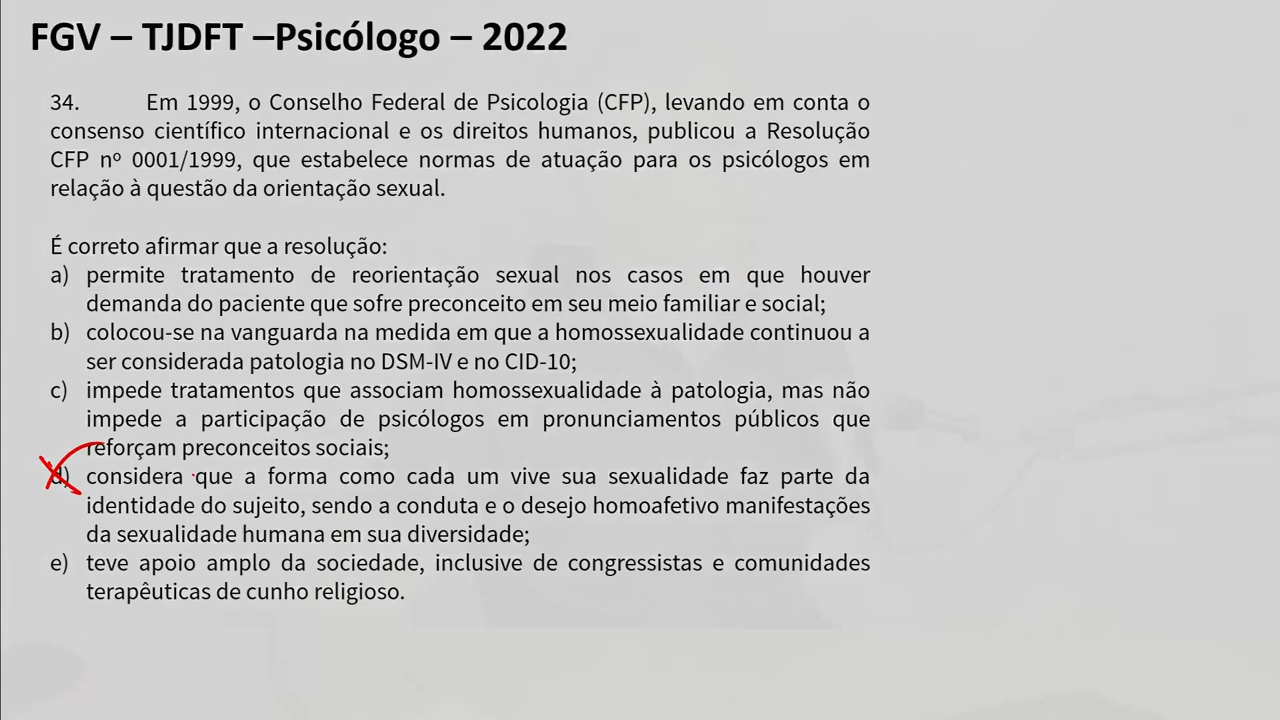 FGV – TJDFT –Psicólogo – 2022
34. Em 1999, o Conselho Federal de Psicologia (CFP), levando em conta o
consenso científico internacional e os direitos humanos, publicou a Resolução
CFP nº 0001/1999, que estabelece normas de atuação para os psicólogos em
relação à questão da orientação sexual.
É correto afirmar que a resolução:
a) permite tratamento de reorientação sexual nos casos em que houver
demanda do paciente que sofre preconceito em seu meio familiar e social;
b) colocou-se na vanguarda na medida em que a homossexualidade continuou a
ser considerada patologia no DSM-IV e no CID-10;
c) impede tratamentos que associam homossexualidade à patologia, mas não
impede a participação de psicólogos em pronunciamentos públicos que
reforçam preconceitos sociais;
d) considera que a forma como cada um vive sua sexualidade faz parte da
identidade do sujeito, sendo a conduta e o desejo homoafetivo manifestações
da sexualidade humana em sua diversidade;
e) teve apoio amplo da sociedade, inclusive de congressistas e comunidades
terapêuticas de cunho religioso.